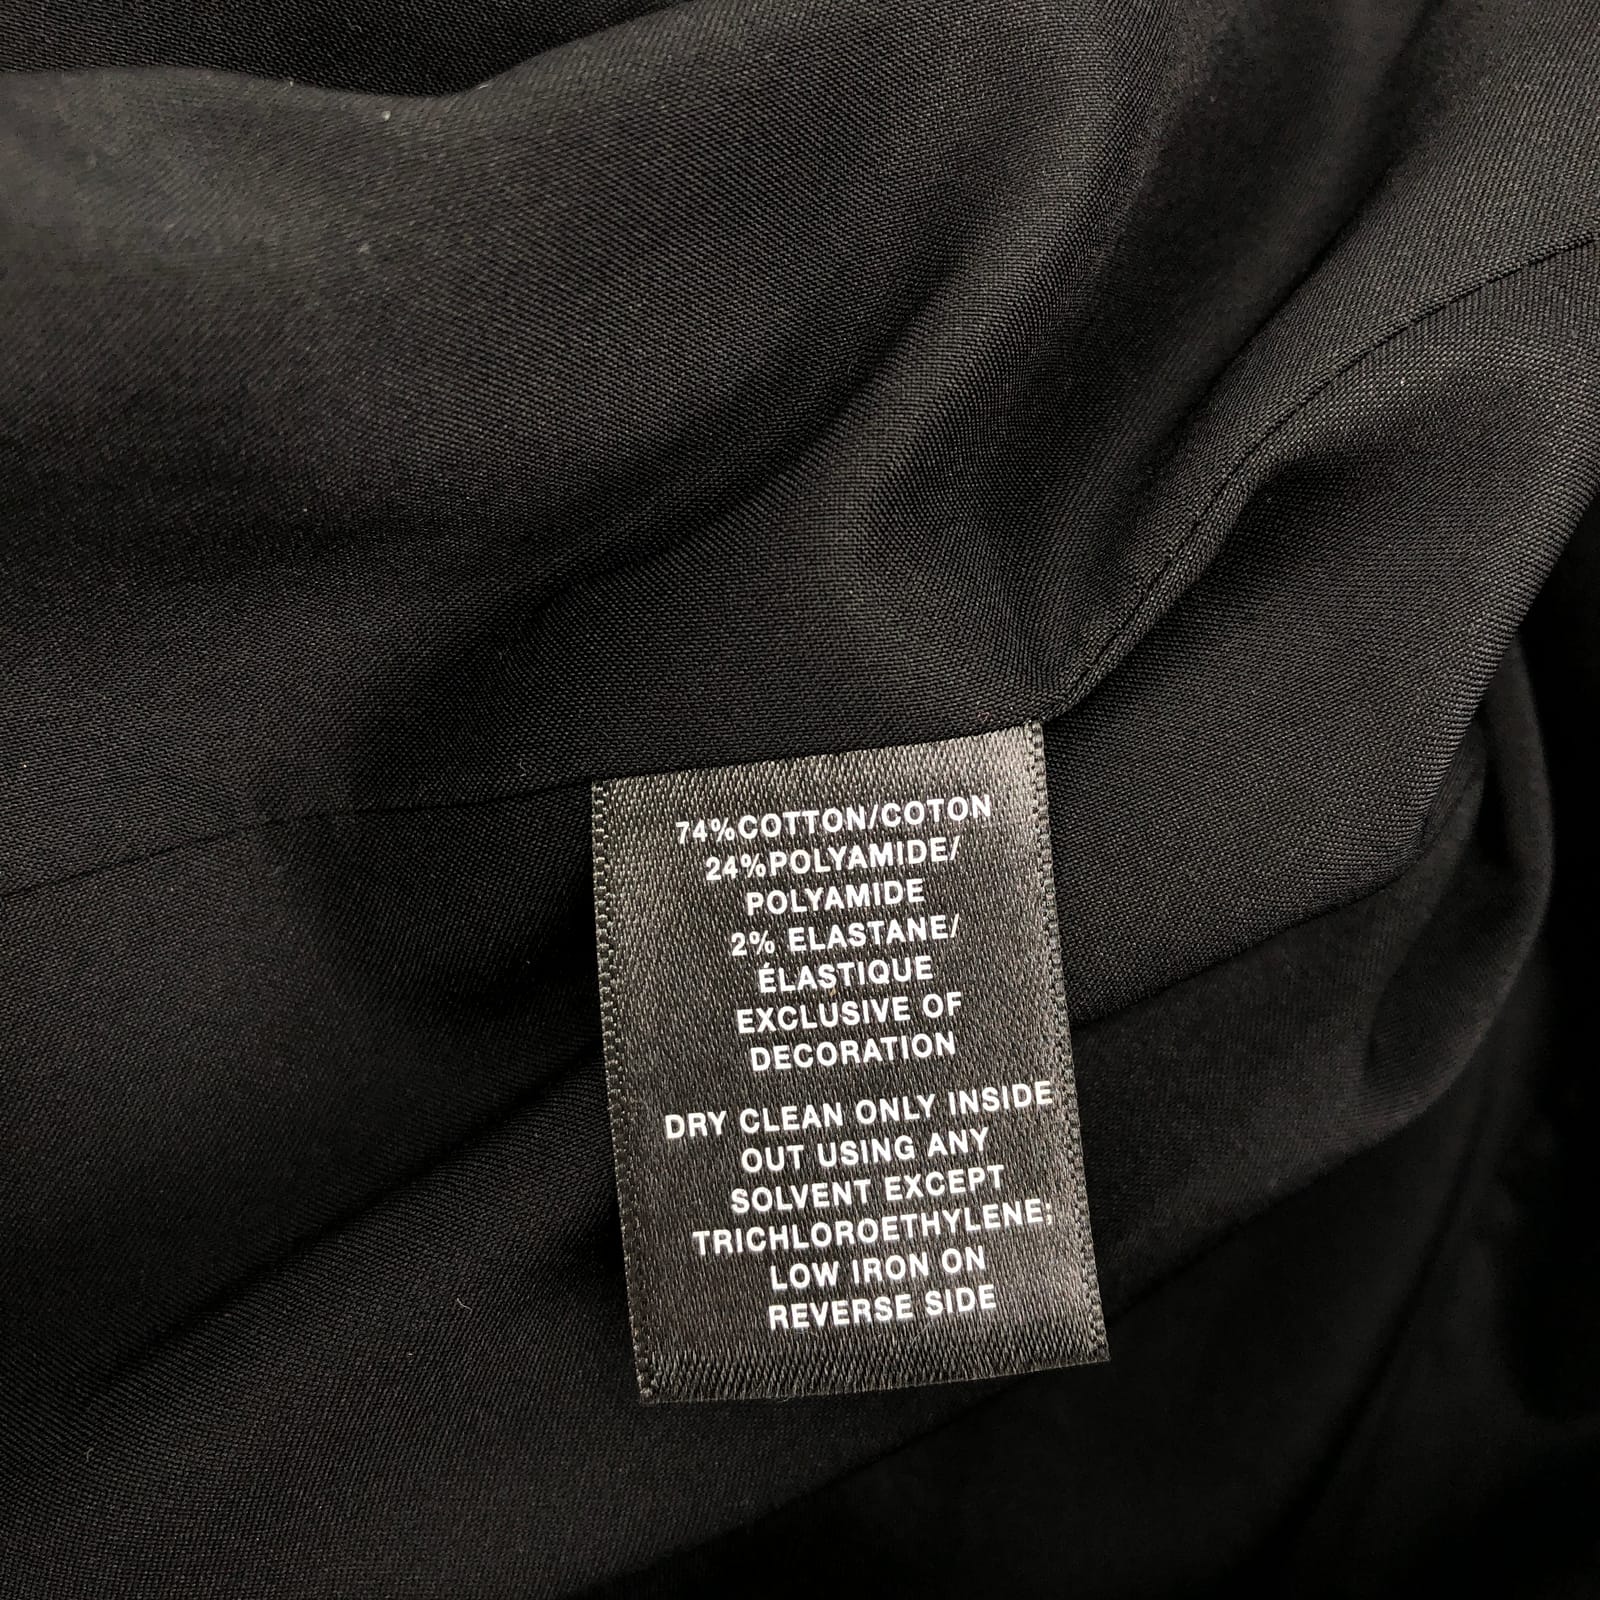 74%COTTON/COTON
24%POLYAMIDE/
POLYAMIDE
2% ELASTANE/
ÉLASTIQUE
EXCLUSIVE OF
DECORATION
DRY CLEAN ONLY INSIDE
OUT USING ANY
SOLVENT EXCEPT
TRICHLOROETHYLENE;
LOW IRON ON
REVERSE SIDE